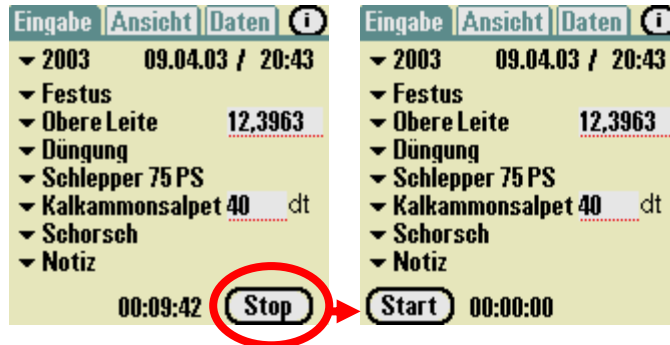 Eingabe Ansicht Daten i
2003 09.04.03 / 20:43
Festus
Obere Leite 12,3963
Düngung
Schlepper 75 PS
Kalkammonsalpet 40 dt
Schorsch
Notiz
00:09:42 Stop
Eingabe Ansicht Daten i
2003 09.04.03 / 20:43
Festus
Obere Leite 12,3963
Düngung
Schlepper 75 PS
Kalkammonsalpet 40 dt
Schorsch
Notiz
Start 00:00:00